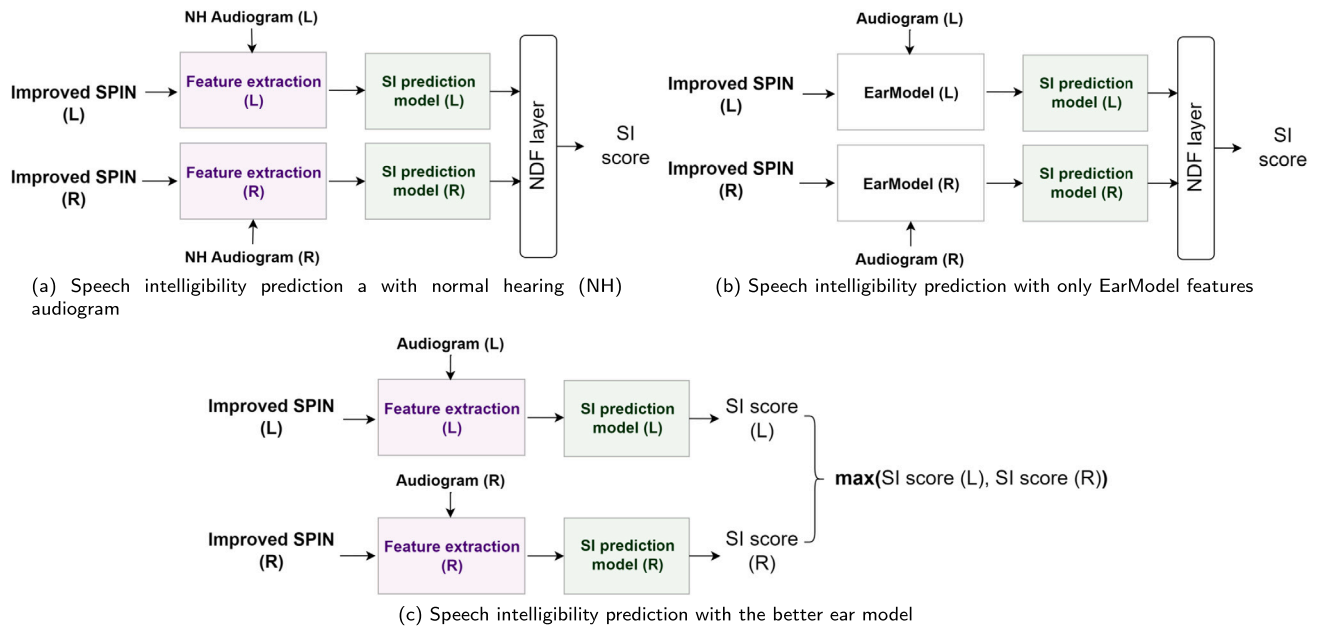 NH Audiogram (L)
Improved SPIN
(L)
Feature extraction
(L)
SI prediction
model (L)
Improved SPIN
(R)
Feature extraction
(R)
SI prediction
model (R)
NH Audiogram (R)
NDF layer
SI
score
(a) Speech intelligibility prediction a with normal hearing (NH)
audiogram
Audiogram (L)
Improved SPIN
(L)
EarModel (L)
SI prediction
model (L)
Improved SPIN
(R)
EarModel (R)
SI prediction
model (R)
Audiogram (R)
NDF layer
SI
score
(b) Speech intelligibility prediction with only EarModel features
Audiogram (L)
Improved SPIN
(L)
Feature extraction
(L)
SI prediction
model (L)
SI score
(L)
Audiogram (R)
Improved SPIN
(R)
Feature extraction
(R)
SI prediction
model (R)
SI score
(R)
max(SI score (L), SI score (R))
(c) Speech intelligibility prediction with the better ear model